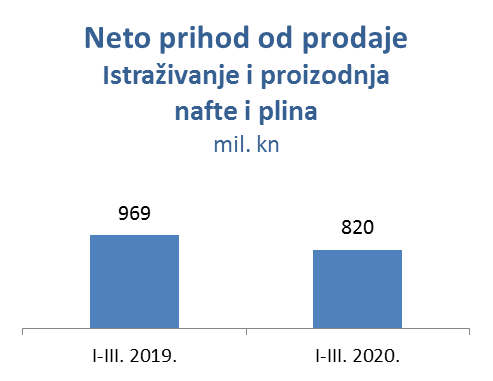 Neto prihod od prodaje
Istraživanje i proizodnja
nafte i plina
mil. kn
969
820
I-III. 2019.
I-III. 2020.